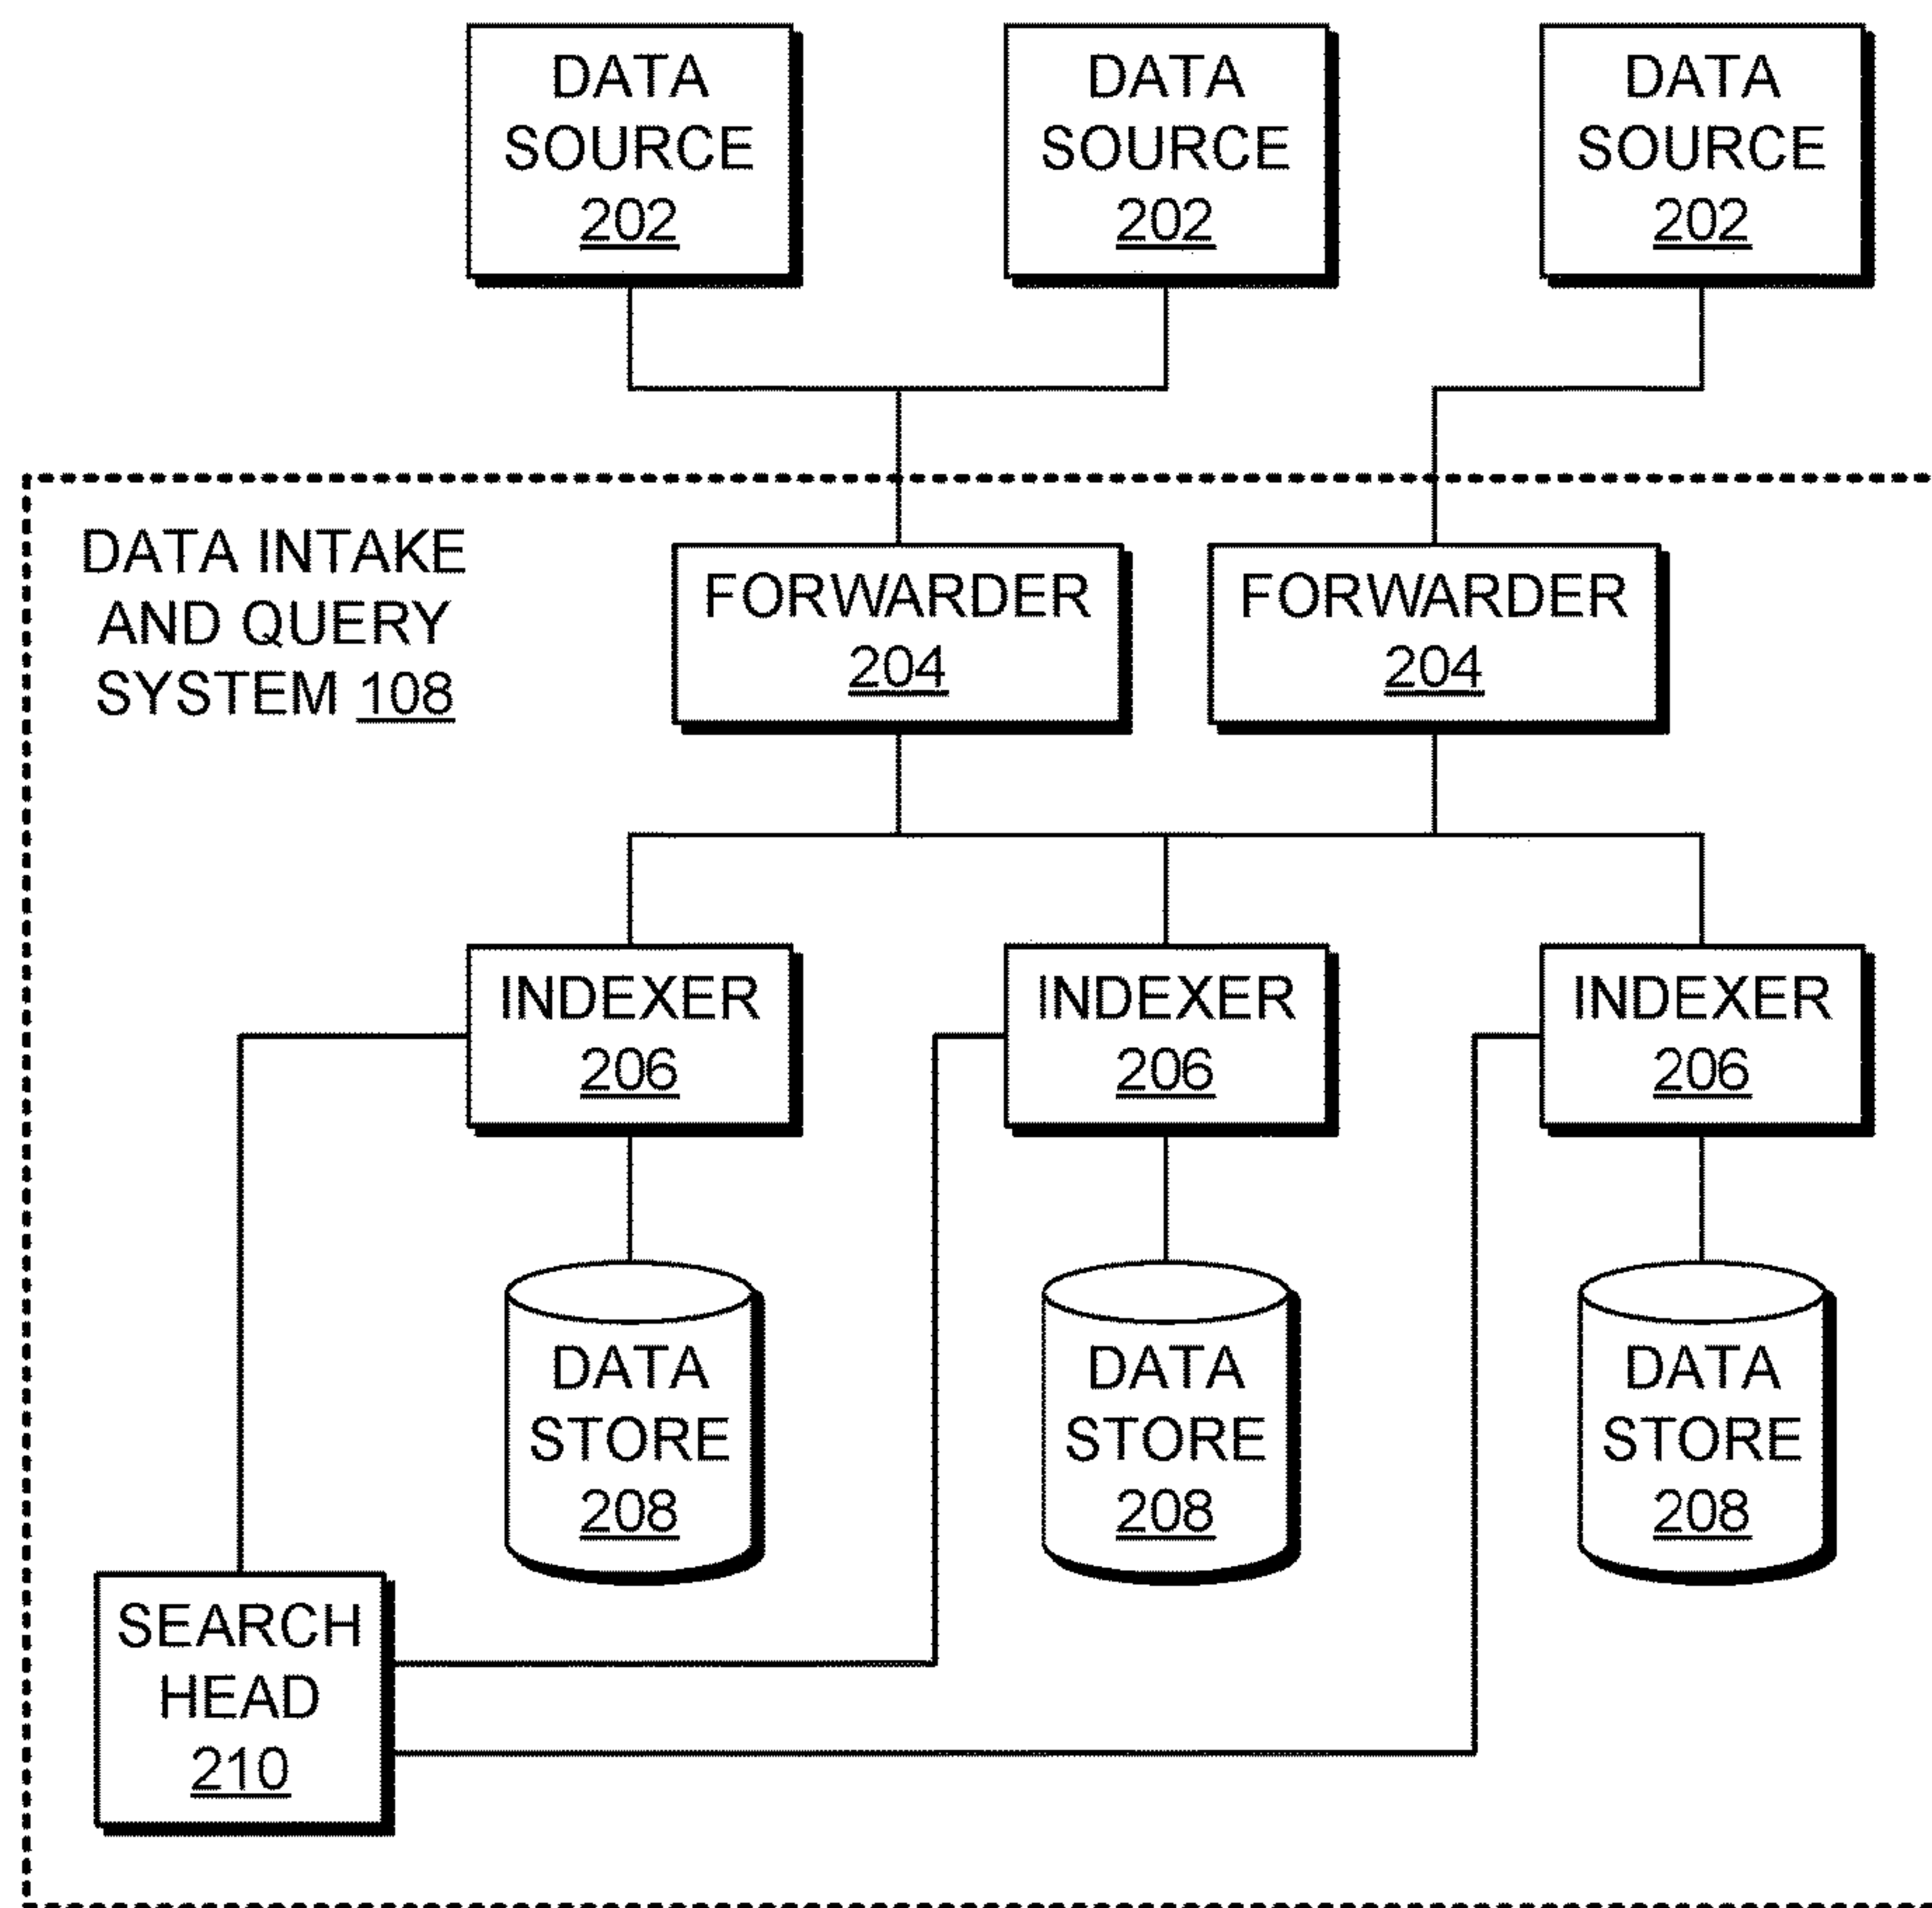 DATA
SOURCE
202
DATA
SOURCE
202
DATA
SOURCE
202
DATA INTAKE
AND QUERY
SYSTEM 108
FORWARDER
204
FORWARDER
204
INDEXER
206
INDEXER
206
INDEXER
206
DATA
STORE
208
DATA
STORE
208
DATA
STORE
208
SEARCH
HEAD
210